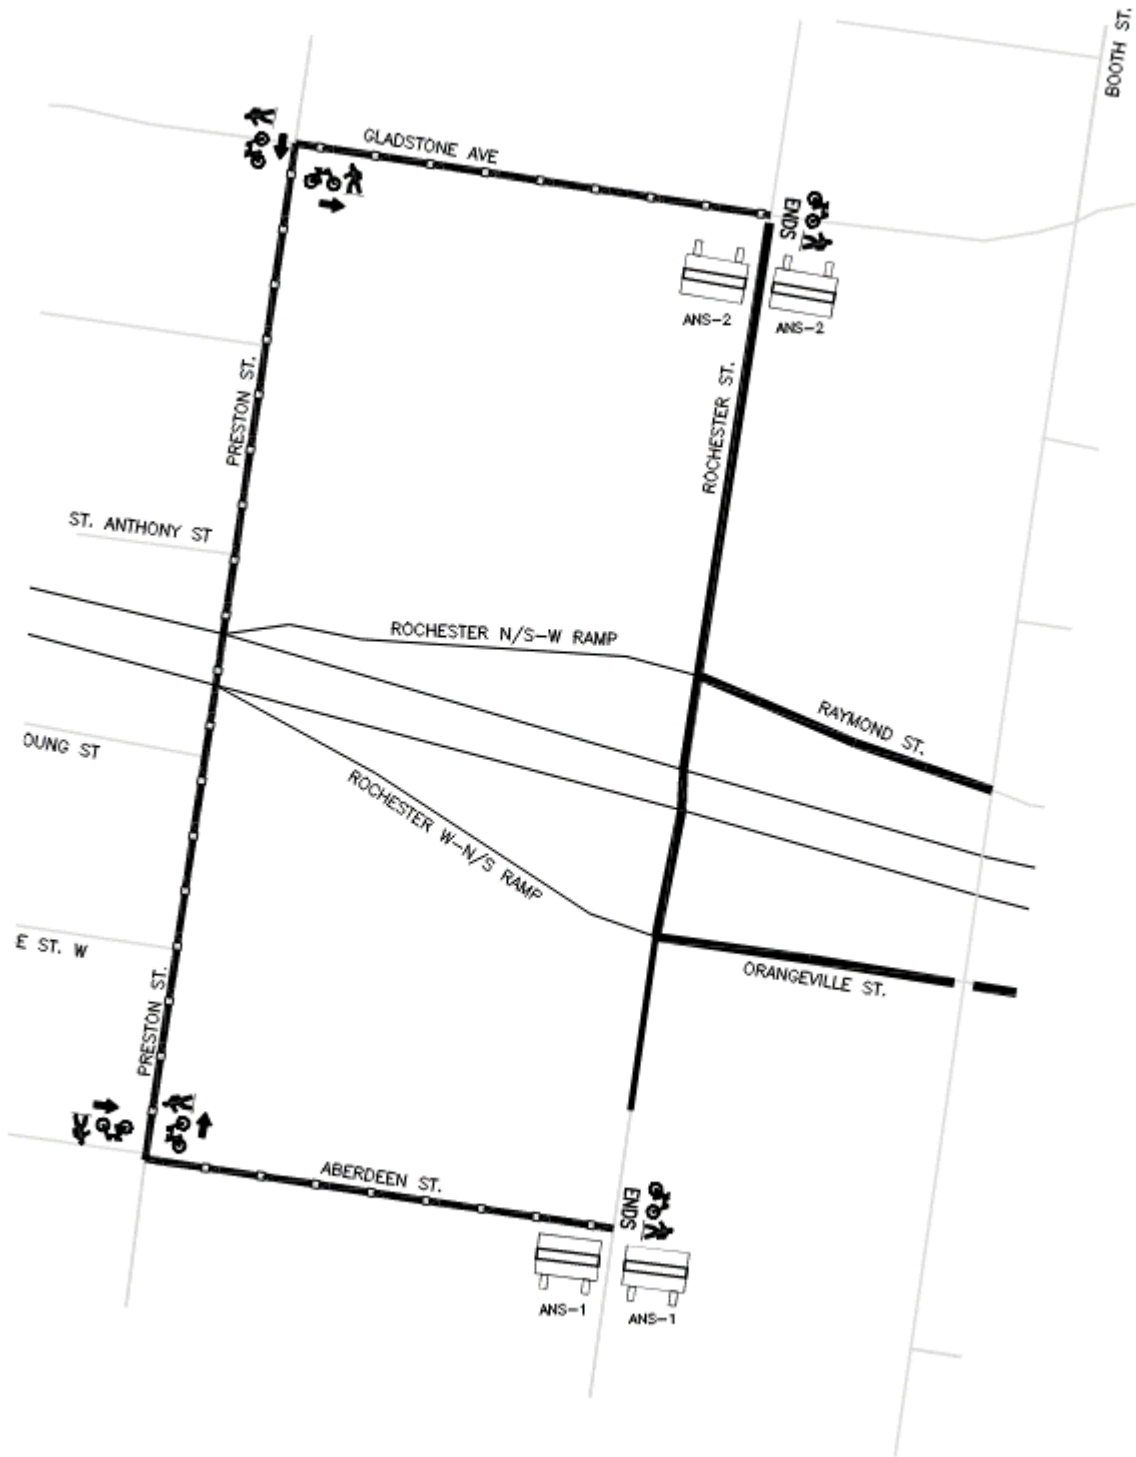 BOOTH ST.
GLADSTONE AVE
ENDS
ANS-2
ANS-2
PRESTON ST.
ROCHESTER ST.
ST. ANTHONY ST
ROCHESTER N/S-W RAMP
RAYMOND ST.
OUNG ST
ROCHESTER W-N/S RAMP
E ST. W
ORANGEVILLE ST.
PRESTON ST.
ABERDEEN ST.
ENDS
ANS-1
ANS-1